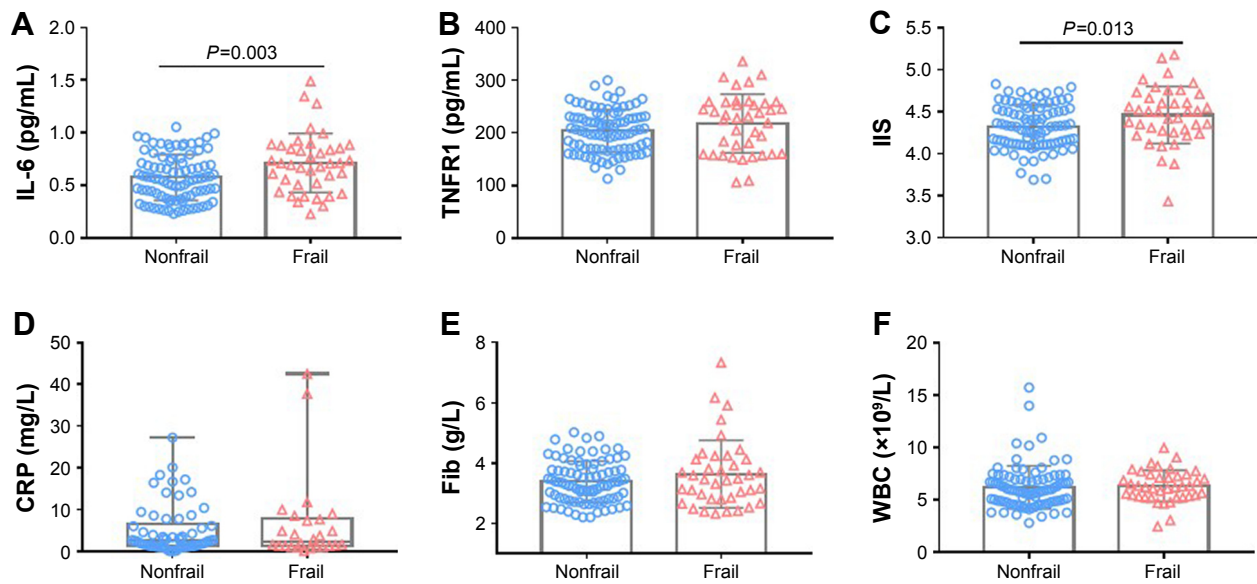 A
IL-6 (pg/mL)
2.0
1.5
1.0
0.5
0.0
P=0.003
Nonfrail Frail
B
TNFR1 (pg/mL)
400
300
200
100
0
Nonfrail Frail
C
IIS
5.5
5.0
4.5
4.0
3.5
3.0
P=0.013
Nonfrail Frail
D
CRP (mg/L)
50
40
30
20
10
0
Nonfrail Frail
E
Fib (g/L)
8
6
4
2
Nonfrail Frail
F
WBC (×10⁹/L)
20
15
10
5
0
Nonfrail Frail